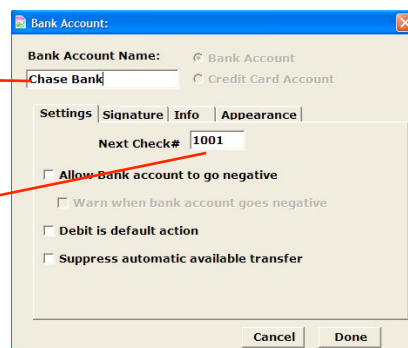 Bank Account:
Bank Account Name:
Bank Account
Chase Bank
Credit Card Account
Settings Signature Info Appearance
Next Check# 1001
Allow Bank account to go negative
Warn when bank account goes negative
Debit is default action
Suppress automatic available transfer
Cancel Done